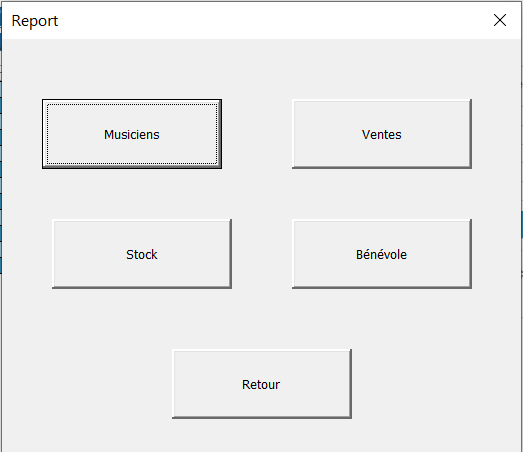 Report
Musiciens
Ventes
Stock
Bénévole
Retour